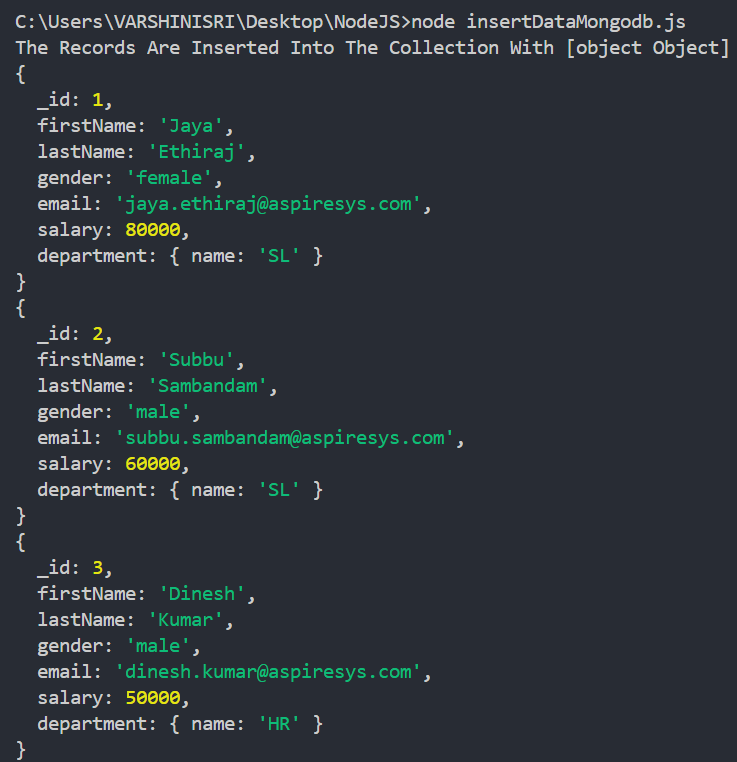 C:\Users\VARSHINISRI\Desktop\NodeJS>node insertDataMongodb.js
The Records Are Inserted Into The Collection With [object Object]
{
  _id: 1,
  firstName: 'Jaya',
  lastName: 'Ethiraj',
  gender: 'female',
  email: 'jaya.ethiraj@aspiresys.com',
  salary: 80000,
  department: { name: 'SL' }
}
{
  _id: 2,
  firstName: 'Subbu',
  lastName: 'Sambandam',
  gender: 'male',
  email: 'subbu.sambandam@aspiresys.com',
  salary: 60000,
  department: { name: 'SL' }
}
{
  _id: 3,
  firstName: 'Dinesh',
  lastName: 'Kumar',
  gender: 'male',
  email: 'dinesh.kumar@aspiresys.com',
  salary: 50000,
  department: { name: 'HR' }
}